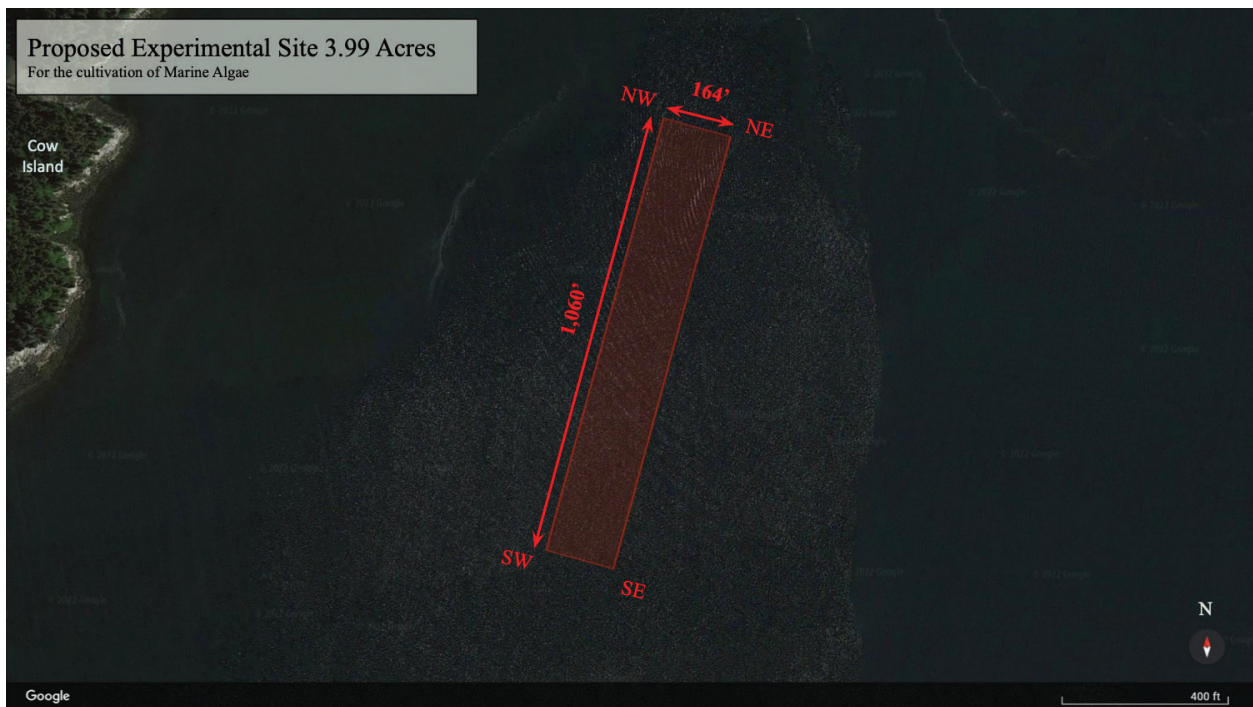 Proposed Experimental Site 3.99 Acres
For the cultivation of Marine Algae
NW
164’
NE
Cow
Island
1,060’
SW
SE
N
Google
400 ft